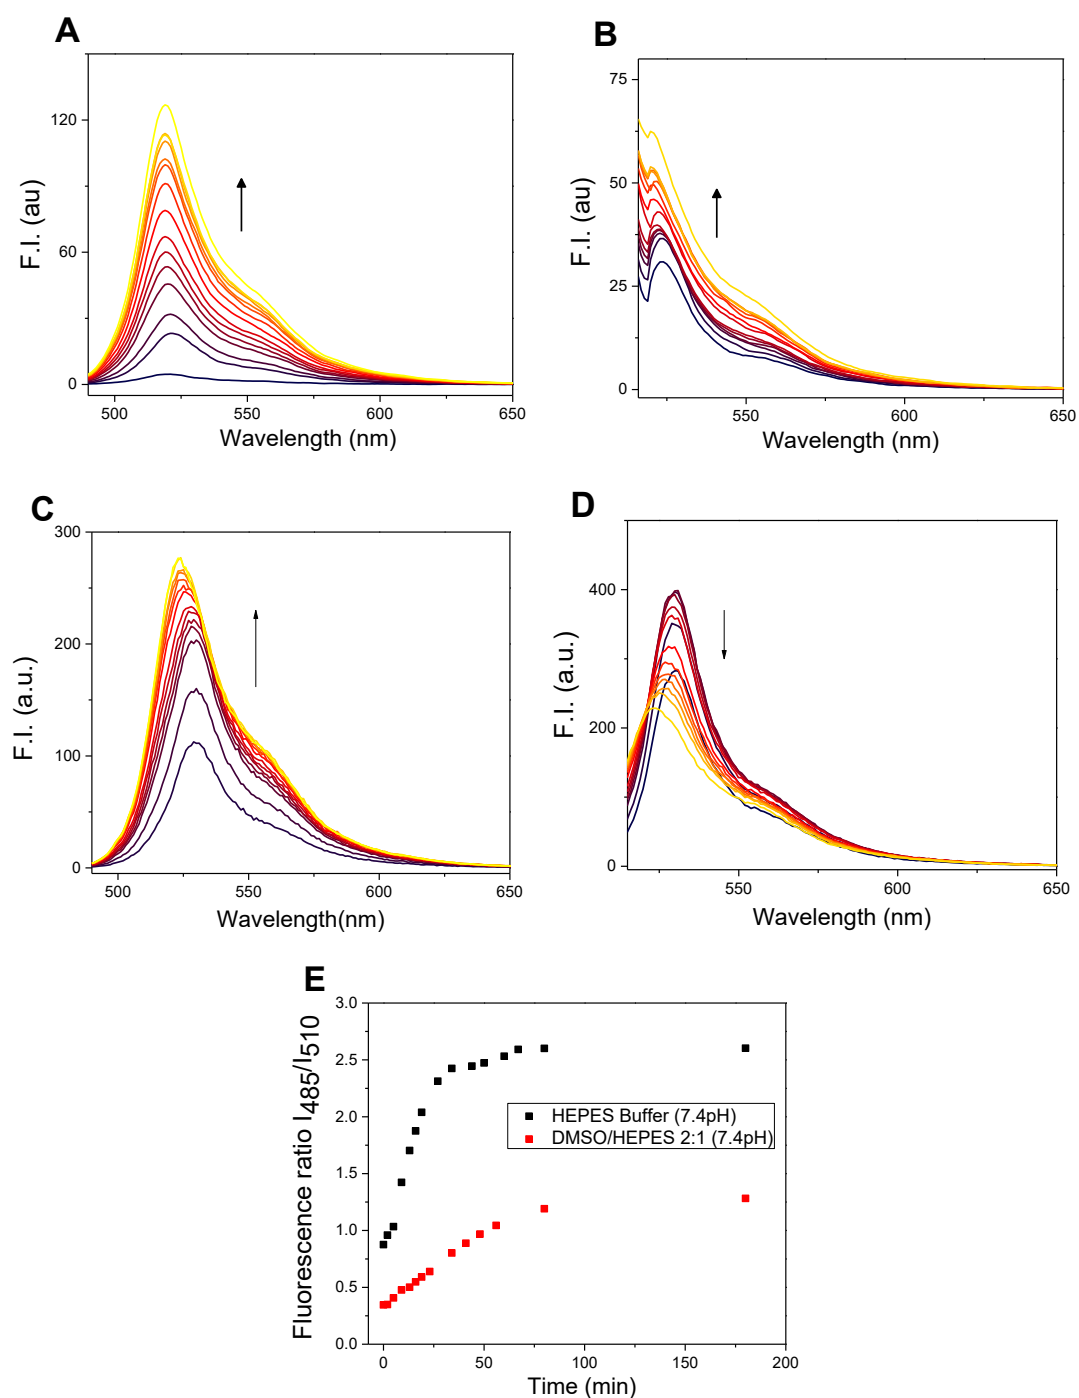 A
F.I. (au)
120
60
0
500 550 600 650
Wavelength (nm)
B
F.I. (au)
75
50
25
0
550 600 650
Wavelength (nm)
C
F.I. (a.u.)
300
200
100
0
500 550 600 650
Wavelength(nm)
D
F.I. (a.u.)
400
200
0
550 600 650
Wavelength (nm)
E
Fluorescence ratio I485/I510
3.0
2.5
2.0
1.5
1.0
0.5
0.0
HEPES Buffer (7.4pH)
DMSO/HEPES 2:1 (7.4pH)
0 50 100 150 200
Time (min)